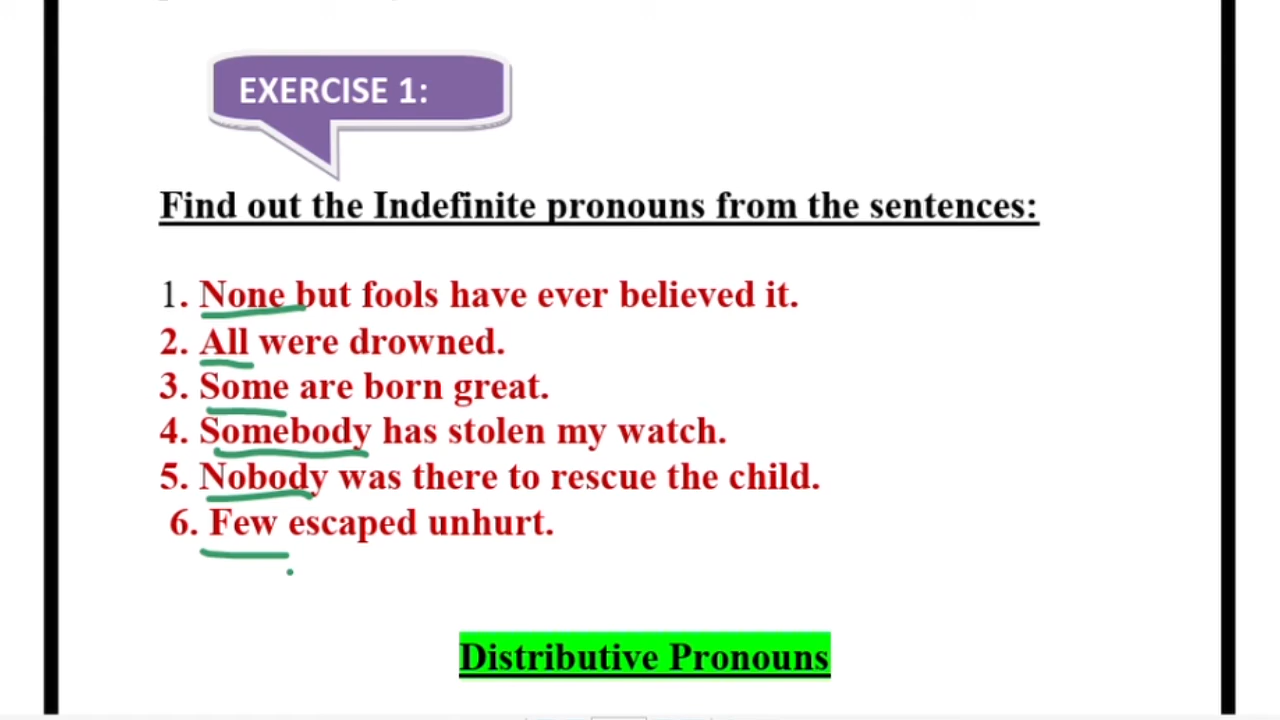 EXERCISE 1:
Find out the Indefinite pronouns from the sentences:
1. None but fools have ever believed it.
2. All were drowned.
3. Some are born great.
4. Somebody has stolen my watch.
5. Nobody was there to rescue the child.
6. Few escaped unhurt.
Distributive Pronouns